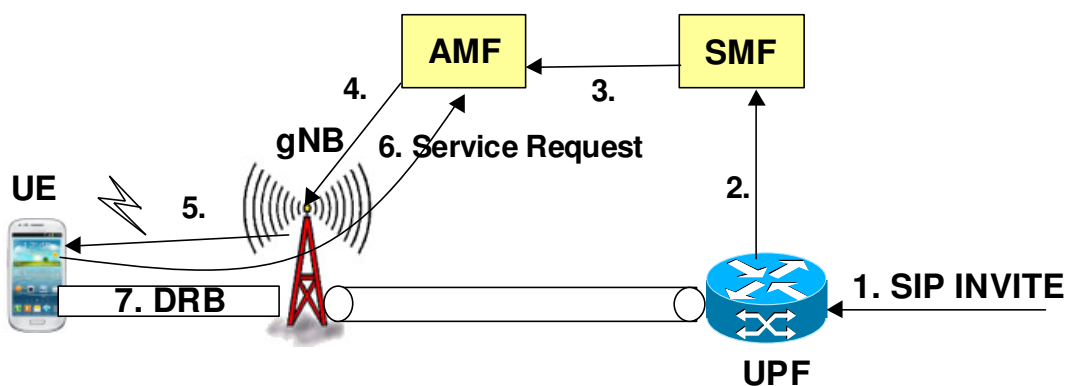 AMF
SMF
4.
3.
gNB
6. Service Request
UE
5.
2.
7. DRB
1. SIP INVITE
UPF